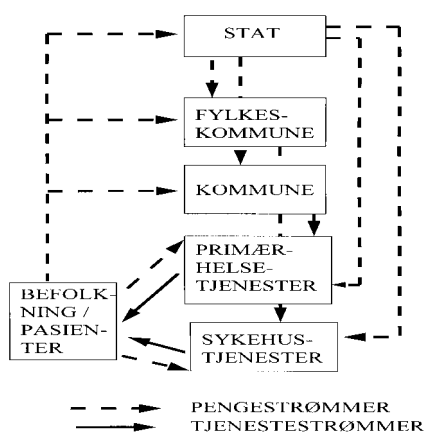 STAT
FYLKES-
KOMMUNE
KOMMUNE
PRIMÆR-
HELSE-
TJENESTER
BEFOLK-
NING /
PASIEN-
TER
SYKEHUS-
TJENESTER
PENGESTRØMMER
TJENESTESTRØMMER